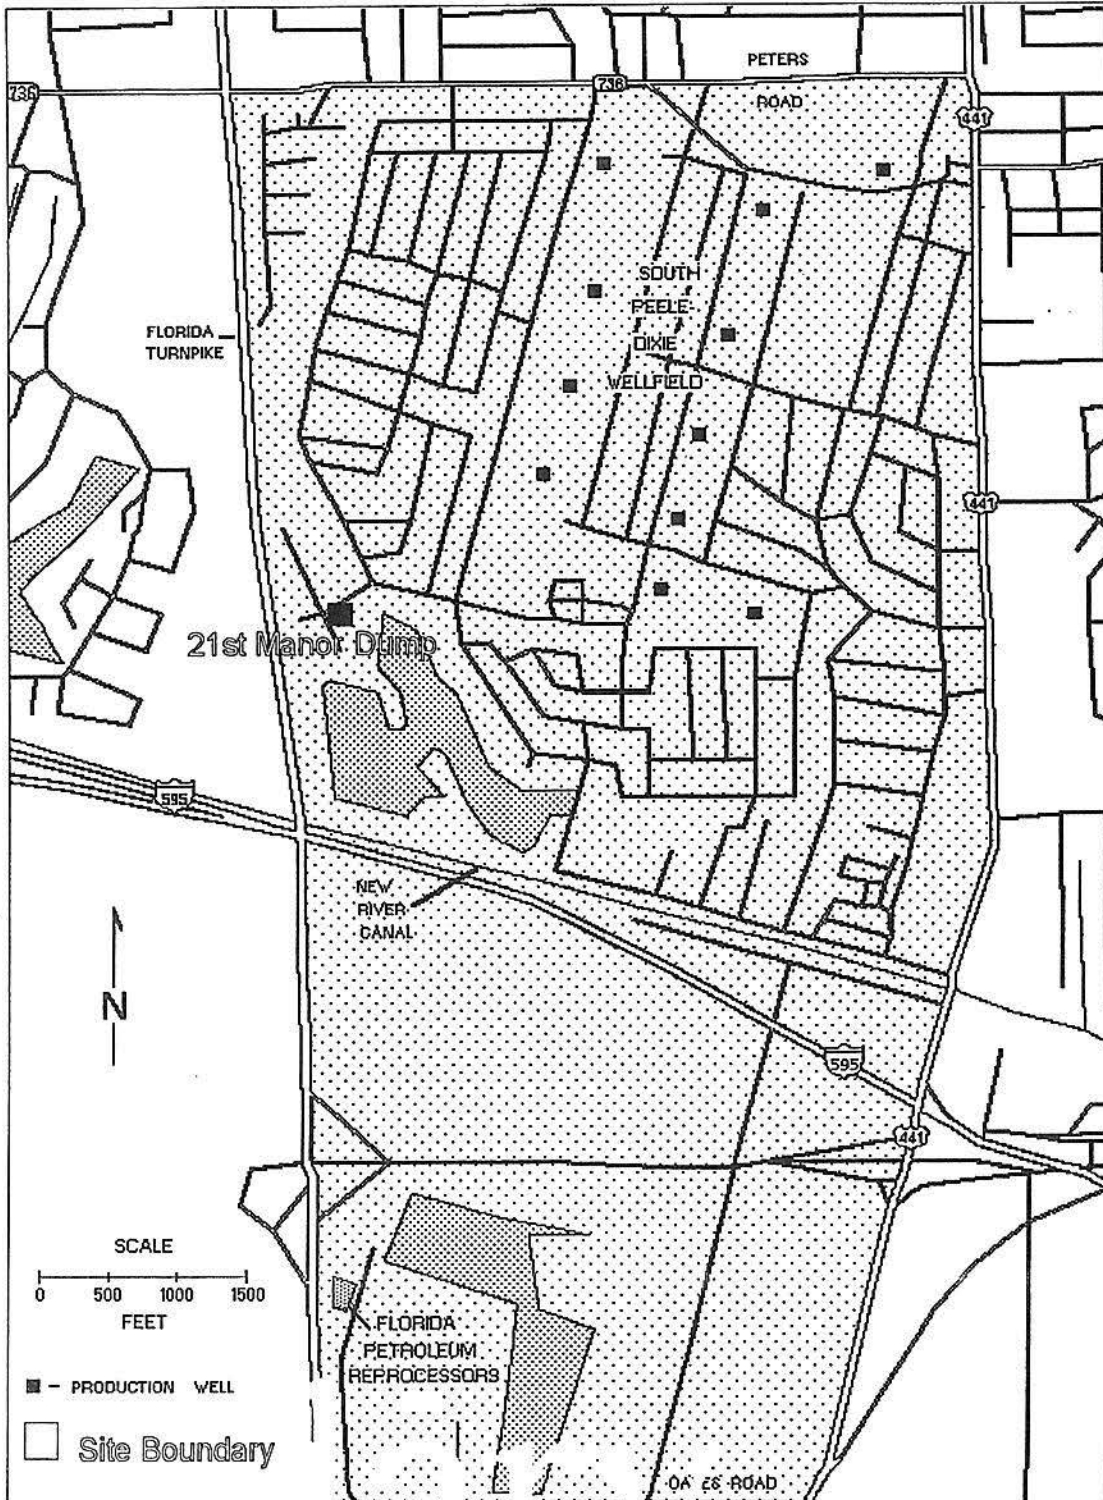 PETERS
736
736
ROAD
441
SOUTH
PEELE
DIXIE
WELLFIELD
FLORIDA
TURNPIKE
441
21st Manor Dump
595
NEW
RIVER
CANAL
N
595
441
SCALE
0 500 1000 1500
FEET
FLORIDA
PETROLEUM
REPROCESSORS
- PRODUCTION WELL
Site Boundary
ROAD